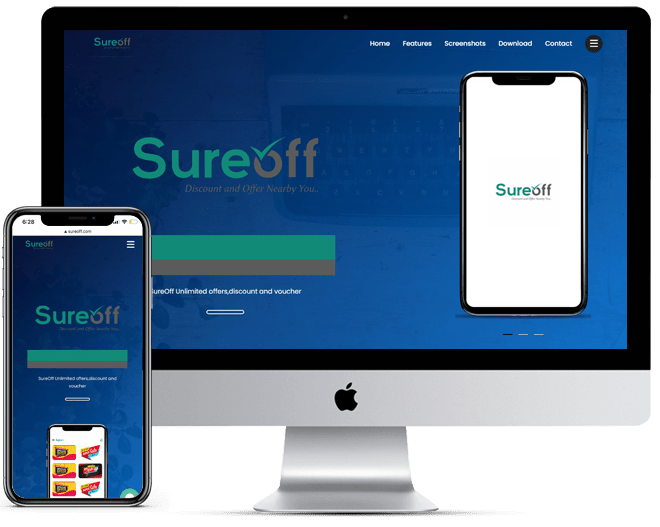 Sureoff
Home Features Screenshots Download Contact
Sureoff
Discount and Offer Nearby You..
Sureoff
Discount and Offer Nearby You..
SureOff Unlimited offers,discount and voucher
6:28
sureoff.com
Sureoff
Sureoff
Discount and Offer Nearby You..
SureOff Unlimited offers,discount and
voucher